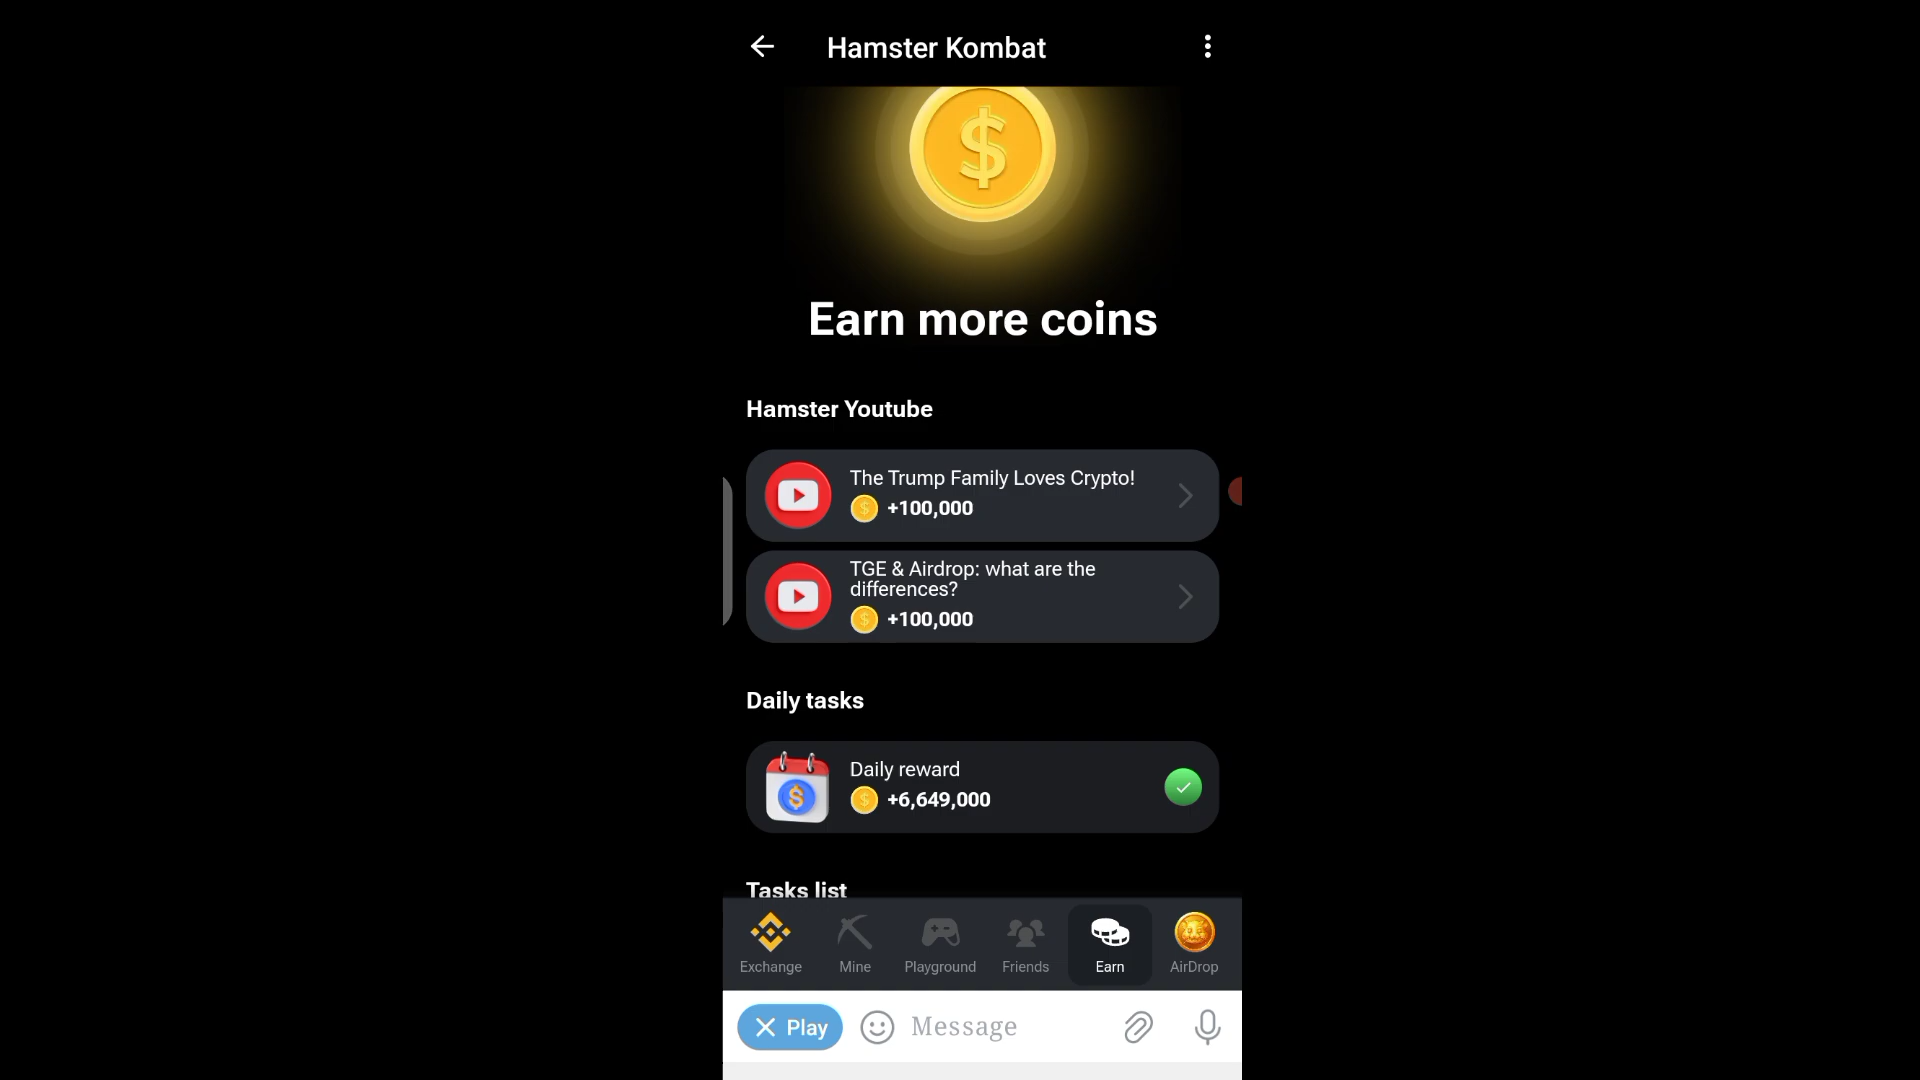 Hamster Kombat
Earn more coins
Hamster Youtube
The Trump Family Loves Crypto!
+100,000
TGE & Airdrop: what are the
differences?
+100,000
Daily tasks
Daily reward
+6,649,000
Tasks list
Exchange Mine Playground Friends Earn AirDrop
Play Message